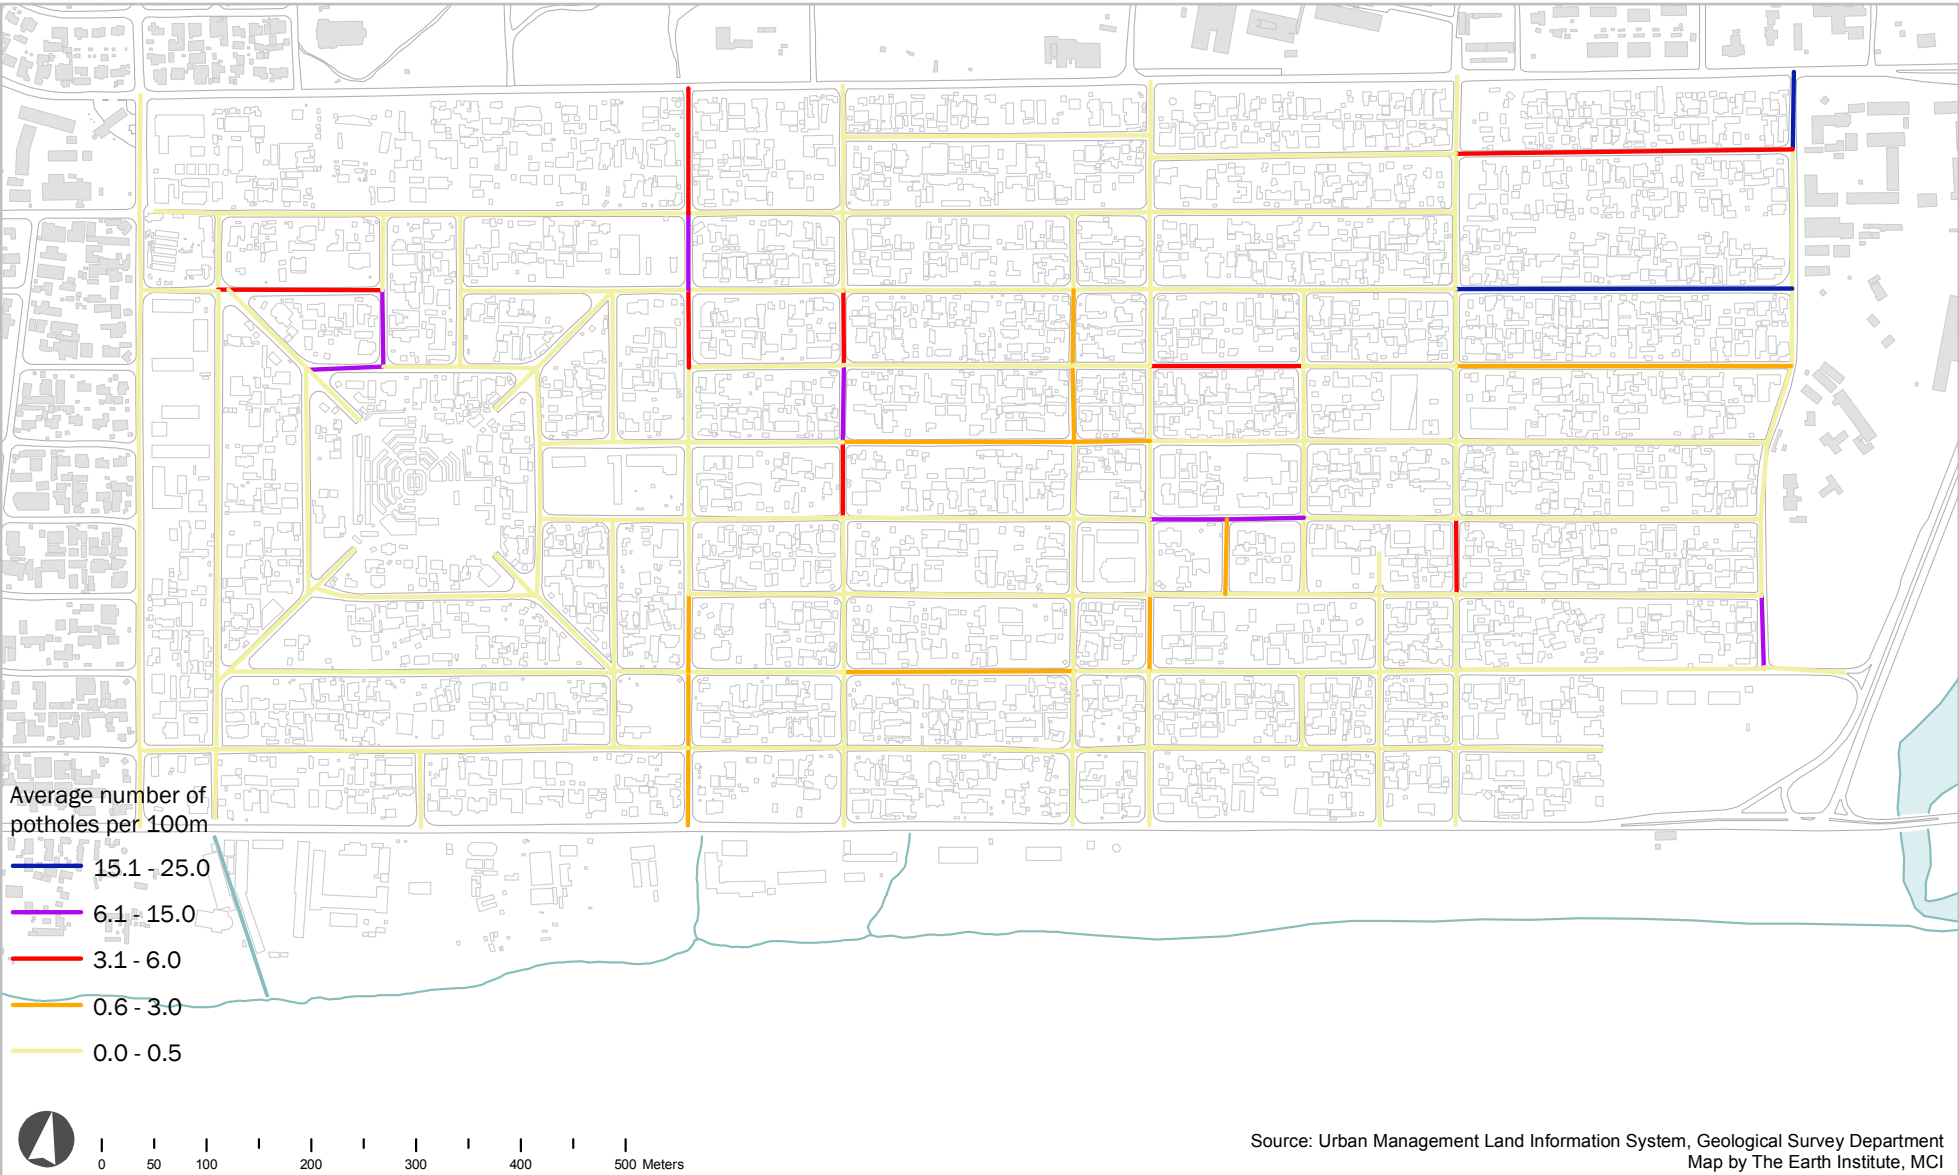 Average number of
potholes per 100m
15.1 - 25.0
6.1 - 15.0
3.1 - 6.0
0.6 - 3.0
0.0 - 0.5
0 50 100 200 300 400 500 Meters
Source: Urban Management Land Information System, Geological Survey Department
Map by The Earth Institute, MCI